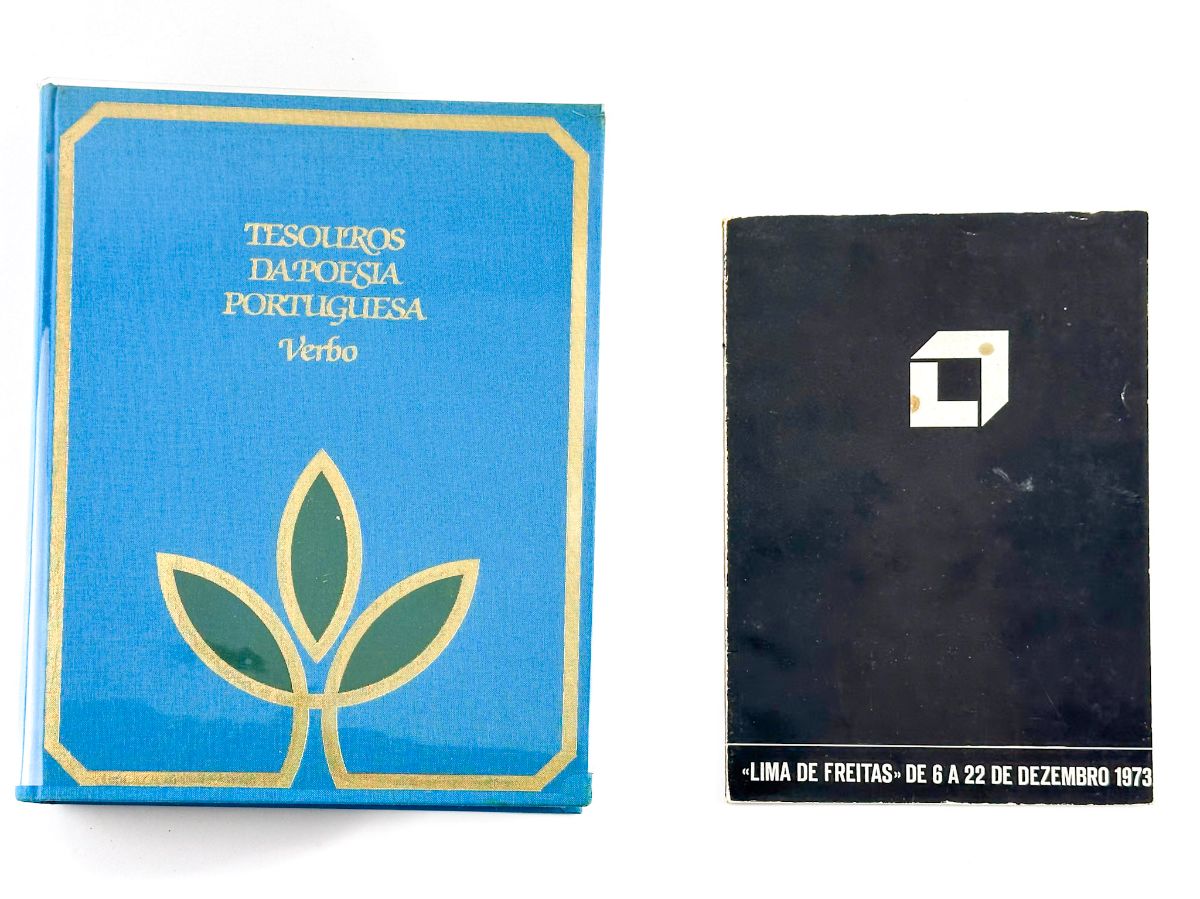 TESOUROS
DA POESIA
PORTUGUESA
Verbo
«LIMA DE FREITAS» DE 6 A 22 DE DEZEMBRO 1973